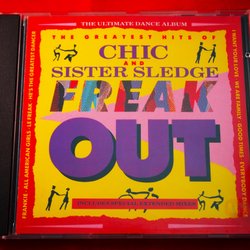 THE ULTIMATE DANCE ALBUM
THE GREATEST HITS OF
CHIC
AND
SISTER SLEDGE
FREAK
OUT
INCLUDES SPECIAL EXTENDED MIXES
FRANKIE · ALL AMERICAN GIRLS · LE FREAK · HE'S THE GREATEST DANCER
I WANT YOUR LOVE · WE ARE FAMILY · GOOD TIMES · EVERYBODY DANCE